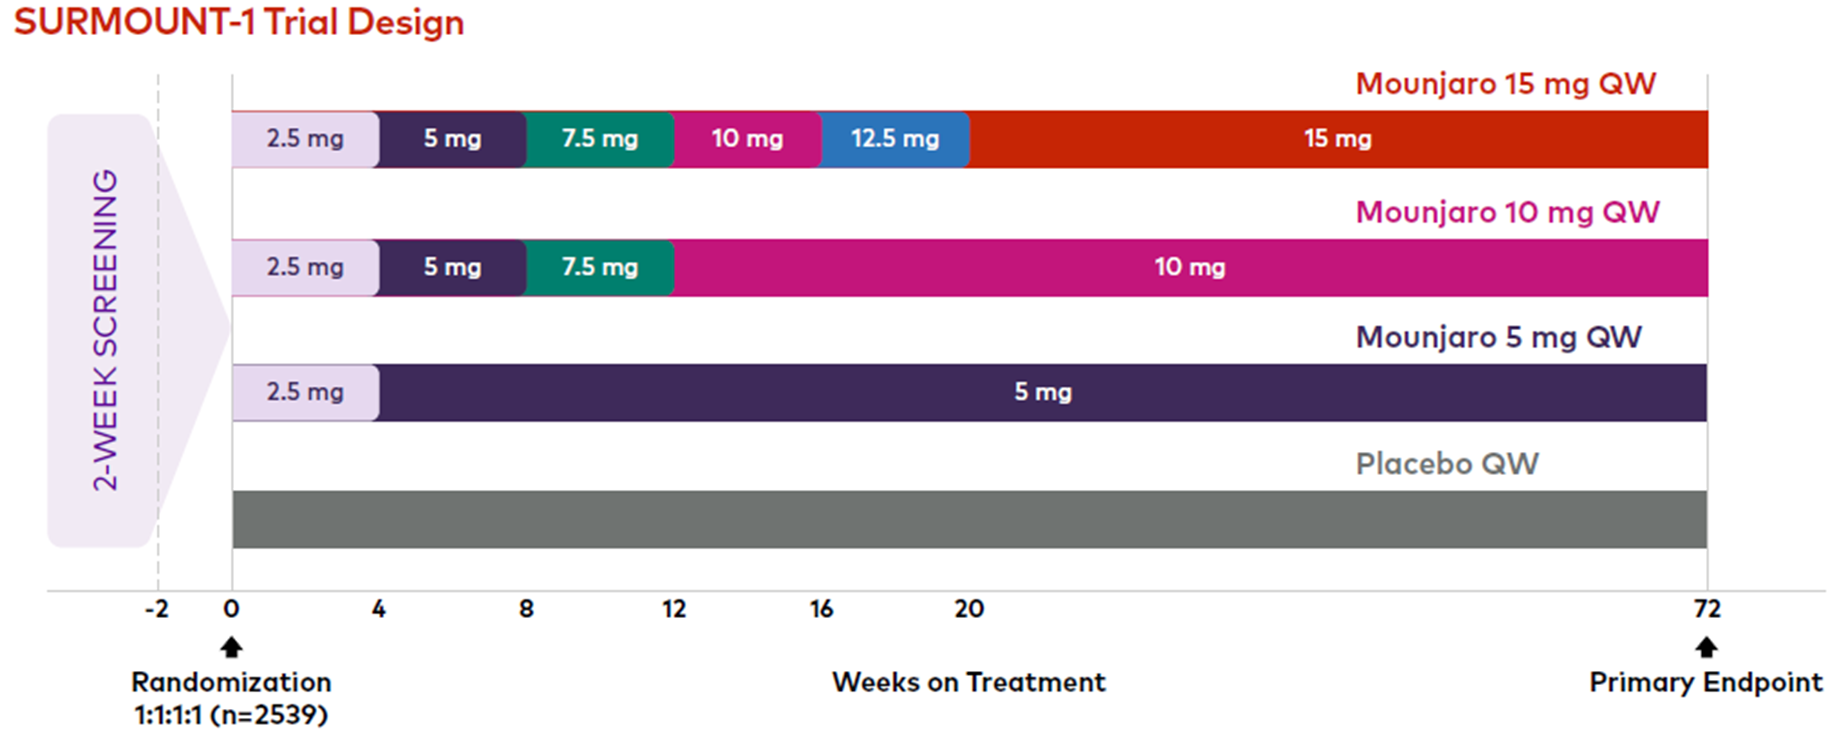 SURMOUNT-1 Trial Design
2-WEEK SCREENING
Mounjaro 15 mg QW
2.5 mg 5 mg 7.5 mg 10 mg 12.5 mg 15 mg
Mounjaro 10 mg QW
2.5 mg 5 mg 7.5 mg 10 mg
Mounjaro 5 mg QW
2.5 mg 5 mg
Placebo QW
-2 0 4 8 12 16 20 72
Randomization Weeks on Treatment Primary Endpoint
1:1:1:1 (n=2539)